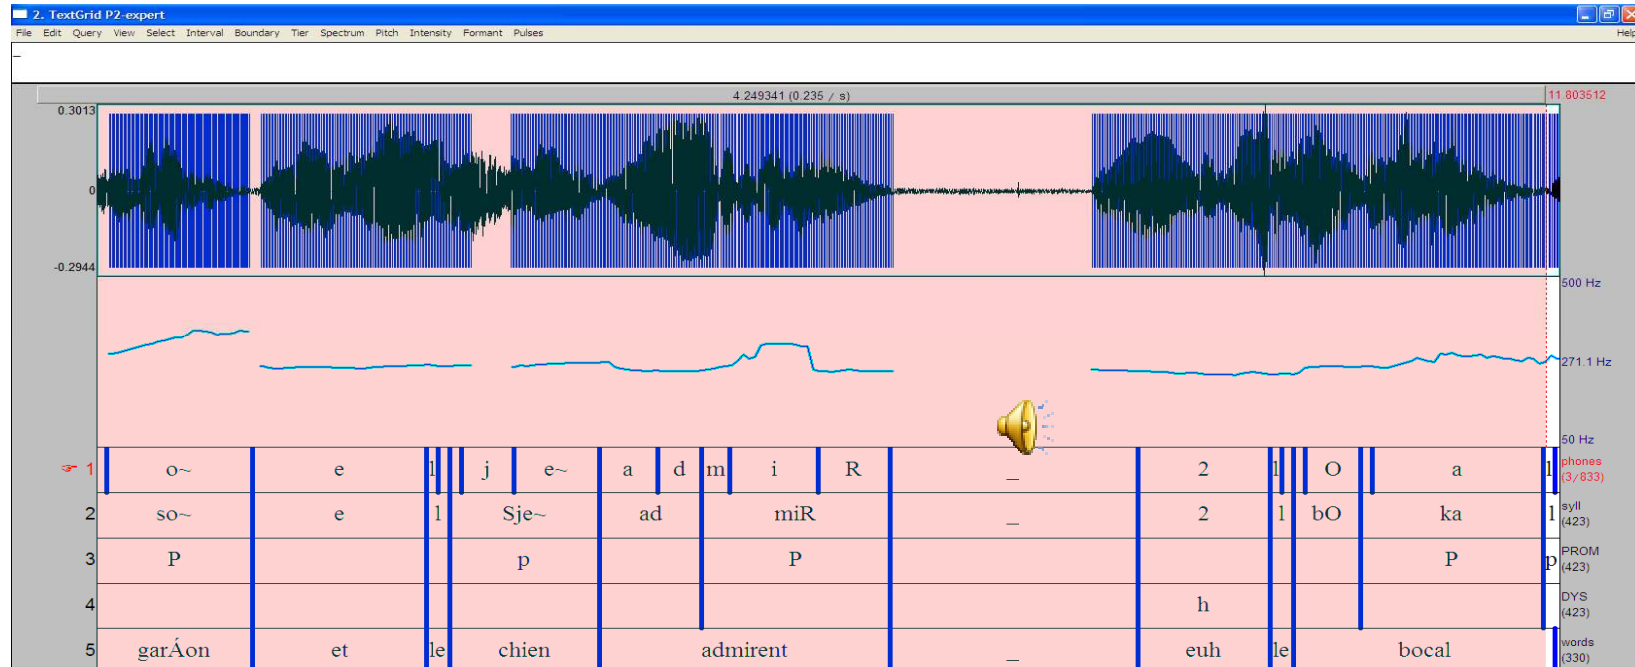 2. TextGrid P2-expert
File Edit Query View Select Interval Boundary Tier Spectrum Pitch Intensity Formant Pulses Help
4.249341 (0.235 / s) 11.803512
0.3013
0
-0.2944
500 Hz
271.1 Hz
50 Hz
1 o~ e l j e~ a d m i R _ 2 l O a l phones (3/833)
2 so~ e l Sje~ ad miR _ 2 l bO ka l syll (423)
3 P p P P p PROM (423)
4 h DYS (423)
5 garÁon et le chien admirent _ euh le bocal words (330)